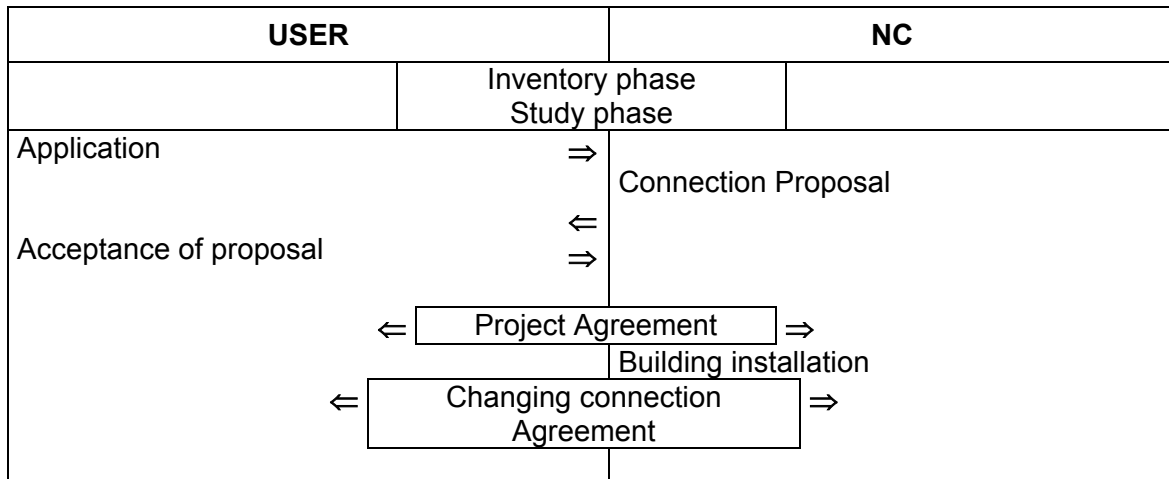 USER NC
Inventory phase
Study phase
Application ⇒
Connection Proposal
⇐
Acceptance of proposal ⇒
⇐ Project Agreement ⇒
Building installation
⇐ Changing connection ⇒
Agreement